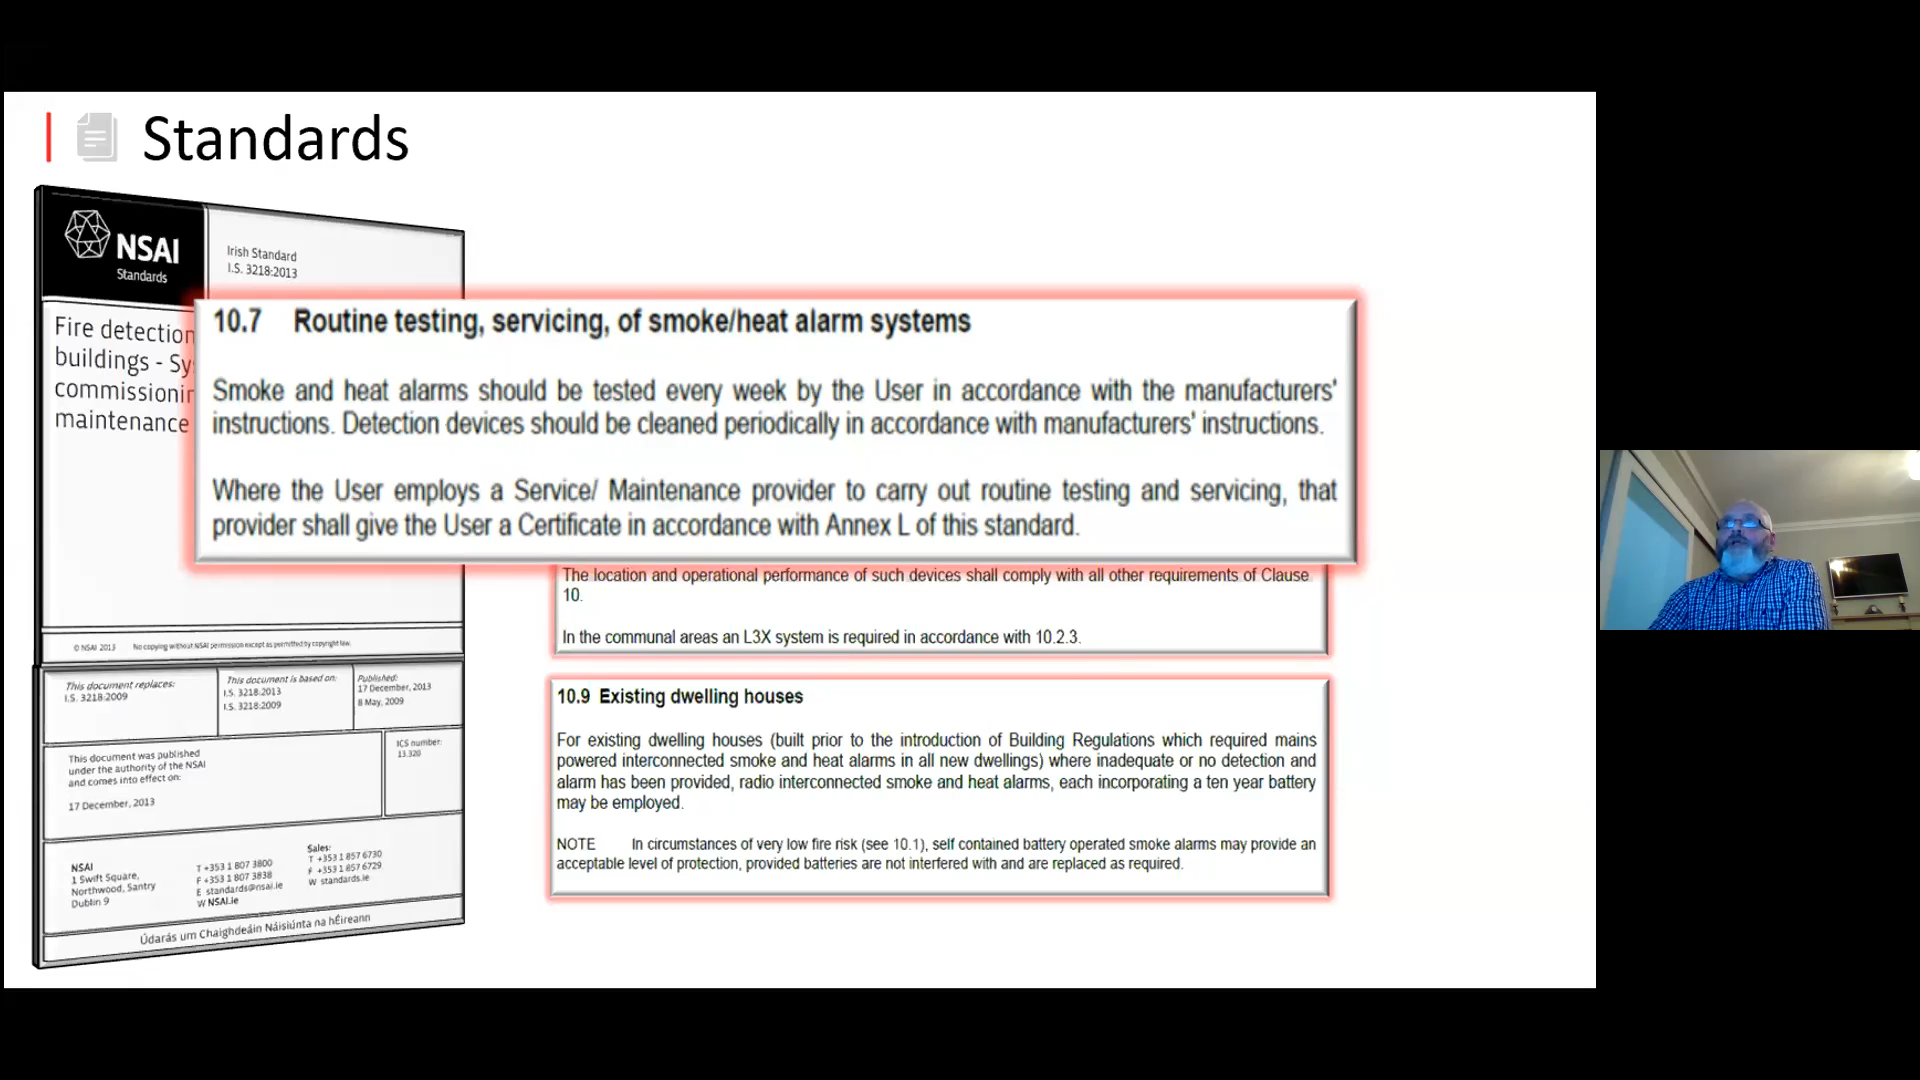 Standards
NSAI
Standards
Irish Standard
I.S. 3218:2013
Fire detection
buildings - Sy
commissionin
maintenance
10.7 Routine testing, servicing, of smoke/heat alarm systems
Smoke and heat alarms should be tested every week by the User in accordance with the manufacturers'
instructions. Detection devices should be cleaned periodically in accordance with manufacturers' instructions.
Where the User employs a Service/ Maintenance provider to carry out routine testing and servicing, that
provider shall give the User a Certificate in accordance with Annex L of this standard.
The location and operational performance of such devices shall comply with all other requirements of Clause
10.
In the communal areas an L3X system is required in accordance with 10.2.3.
10.9 Existing dwelling houses
For existing dwelling houses (built prior to the introduction of Building Regulations which required mains
powered interconnected smoke and heat alarms in all new dwellings) where inadequate or no detection and
alarm has been provided, radio interconnected smoke and heat alarms, each incorporating a ten year battery
may be employed.
NOTE In circumstances of very low fire risk (see 10.1), self contained battery operated smoke alarms may provide an
acceptable level of protection, provided batteries are not interfered with and are replaced as required.
© NSAI 2013 No copying without NSAI permission except as permitted by copyright law.
This document replaces:
I.S. 3218:2009
This document is based on:
I.S. 3218:2013
I.S. 3218:2009
Published:
17 December, 2013
8 May, 2009
This document was published
under the authority of the NSAI
and comes into effect on:
17 December, 2013
ICS number:
13.320
NSAI
1 Swift Square,
Northwood, Santry
Dublin 9
T +353 1 807 3800
F +353 1 807 3838
E standards@nsai.ie
W NSAI.ie
Sales:
T +353 1 857 6730
F +353 1 857 6729
W standards.ie
Údarás um Chaighdeáin Náisiúnta na hÉireann